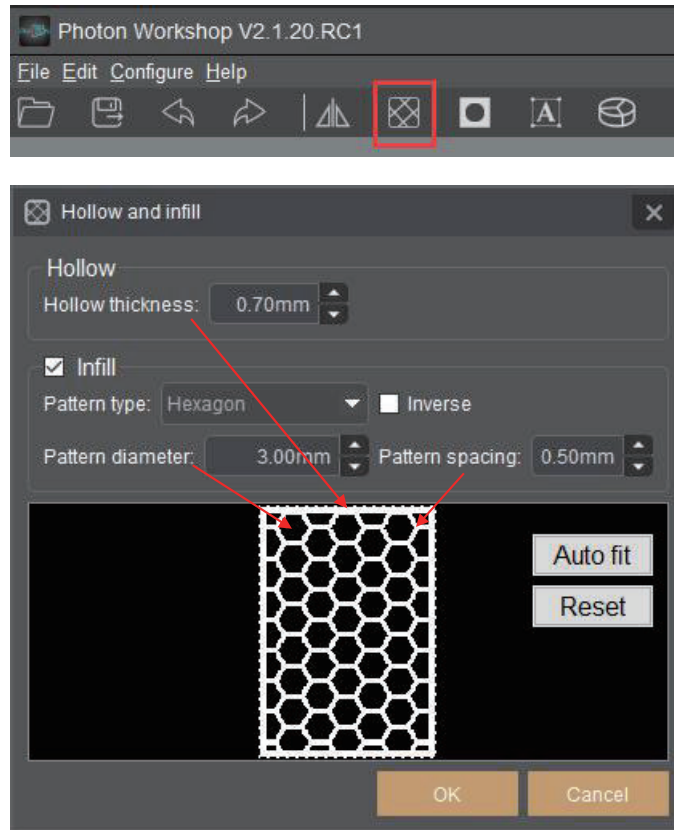 Photon Workshop V2.1.20.RC1
File Edit Configure Help
A
Hollow and infill
Hollow
Hollow thickness: 0.70mm
Infill
Pattern type: Hexagon Inverse
Pattern diameter: 3.00mm Pattern spacing: 0.50mm
Auto fit
Reset
OK Cancel